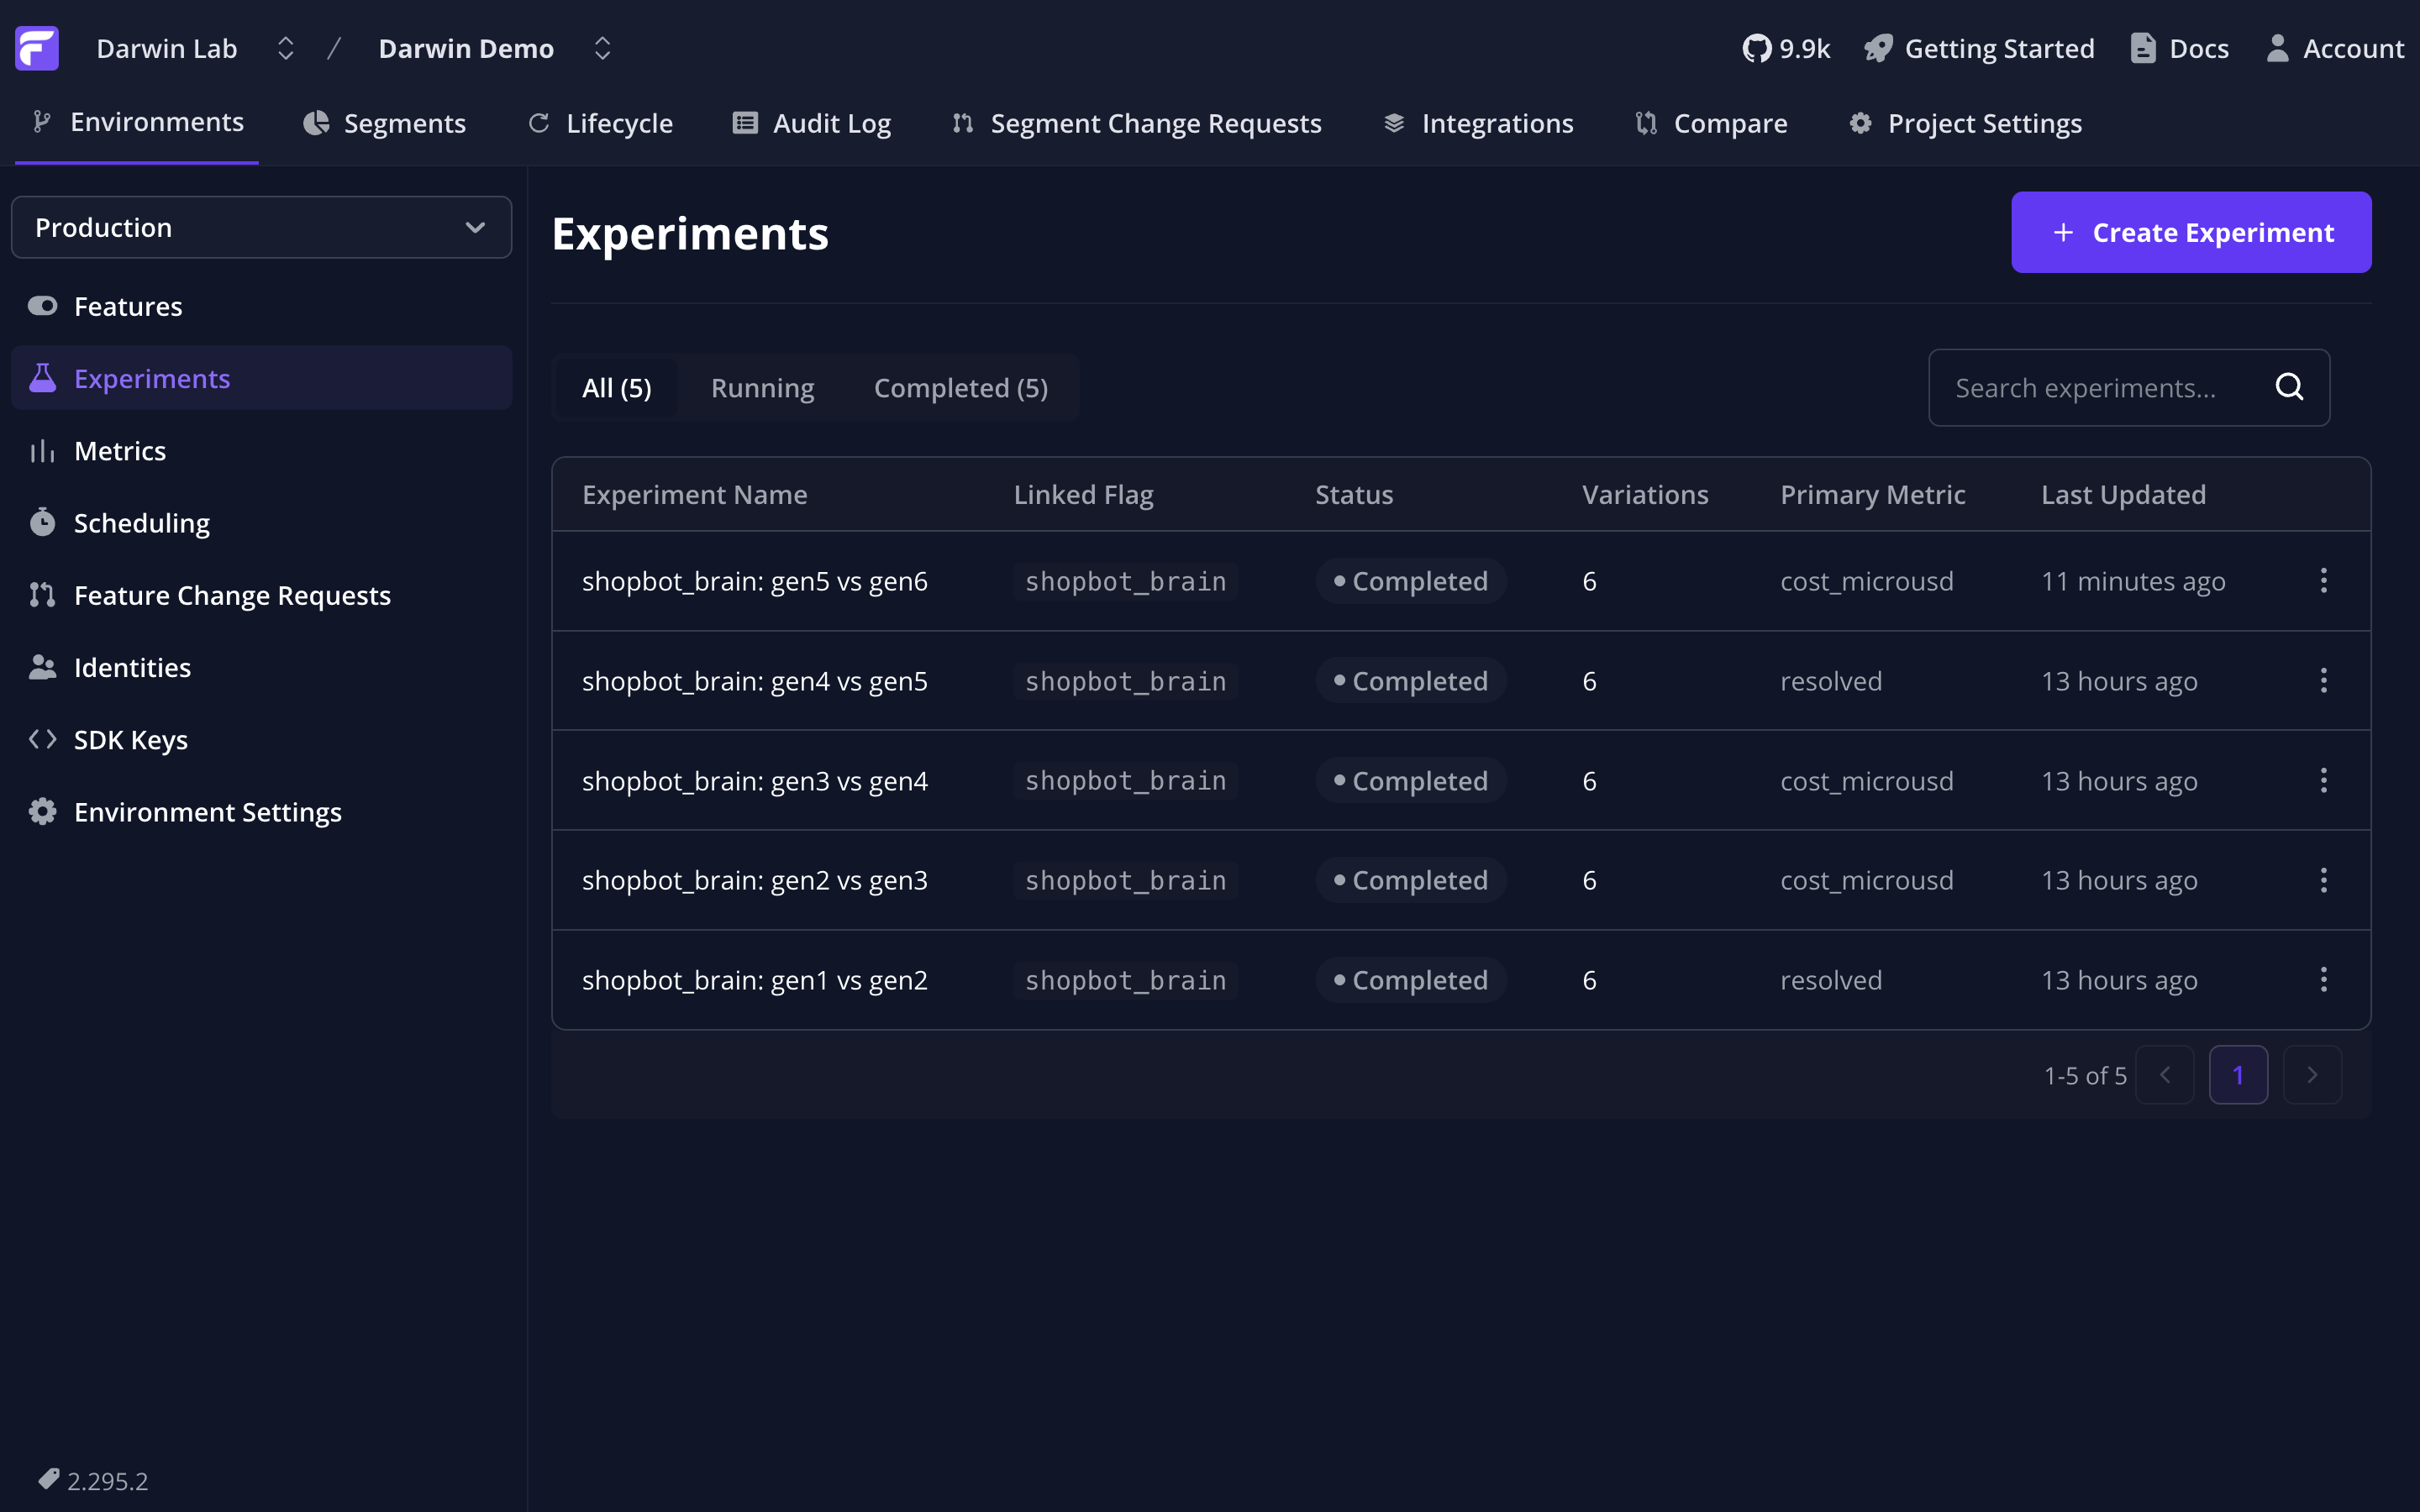 Darwin Lab / Darwin Demo 9.9k Getting Started Docs Account
Environments Segments Lifecycle Audit Log Segment Change Requests Integrations Compare Project Settings
Production
Features
Experiments
Metrics
Scheduling
Feature Change Requests
Identities
SDK Keys
Environment Settings
2.295.2
Experiments
Create Experiment
All (5) Running Completed (5)
Search experiments...
Experiment Name Linked Flag Status Variations Primary Metric Last Updated
shopbot_brain: gen5 vs gen6 shopbot_brain Completed 6 cost_microusd 11 minutes ago
shopbot_brain: gen4 vs gen5 shopbot_brain Completed 6 resolved 13 hours ago
shopbot_brain: gen3 vs gen4 shopbot_brain Completed 6 cost_microusd 13 hours ago
shopbot_brain: gen2 vs gen3 shopbot_brain Completed 6 cost_microusd 13 hours ago
shopbot_brain: gen1 vs gen2 shopbot_brain Completed 6 resolved 13 hours ago
1-5 of 5 1